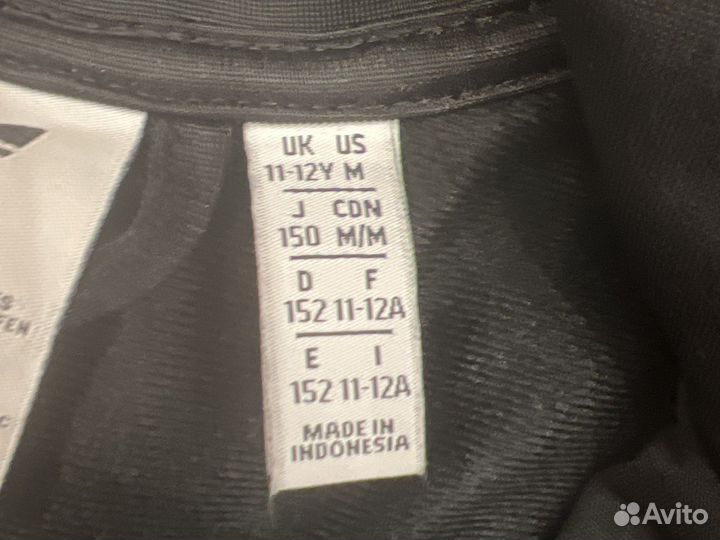 UK US
11-12Y M
J CDN
150 M/M
D F
152 11-12A
E I
152 11-12A
MADE IN
INDONESIA
Avito